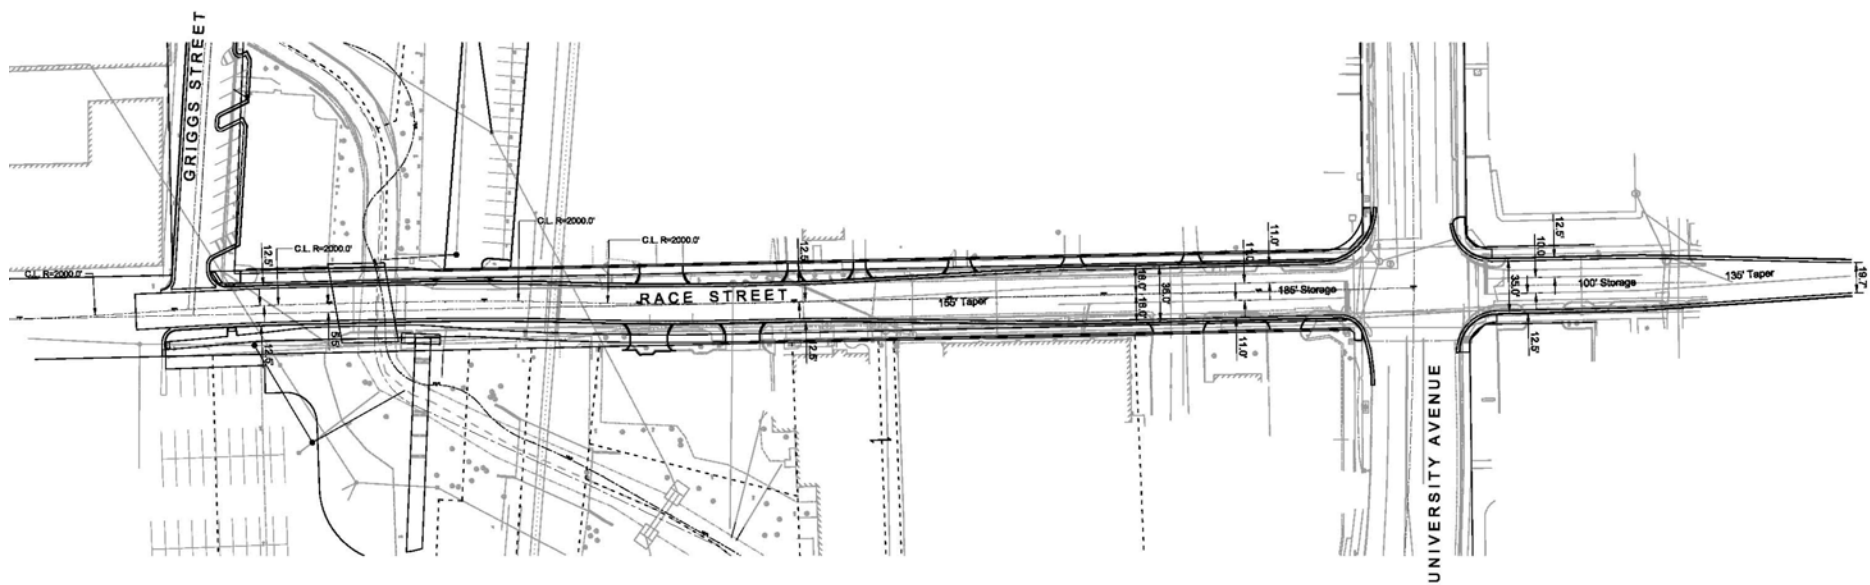 GRIGGS STREET
C.L. R=2000.0'
12.5'
C.L. R=2000.0'
12.5'
C.L. R=2000.0'
C.L. R=2000.0'
12.5'
12.5'
RACE STREET
155' Taper
18.0'
18.0'
36.0'
11.0'
11.0'
11.0'
185' Storage
UNIVERSITY AVENUE
12.5'
10.0'
35.0'
12.5'
100' Storage
135' Taper
19.7'